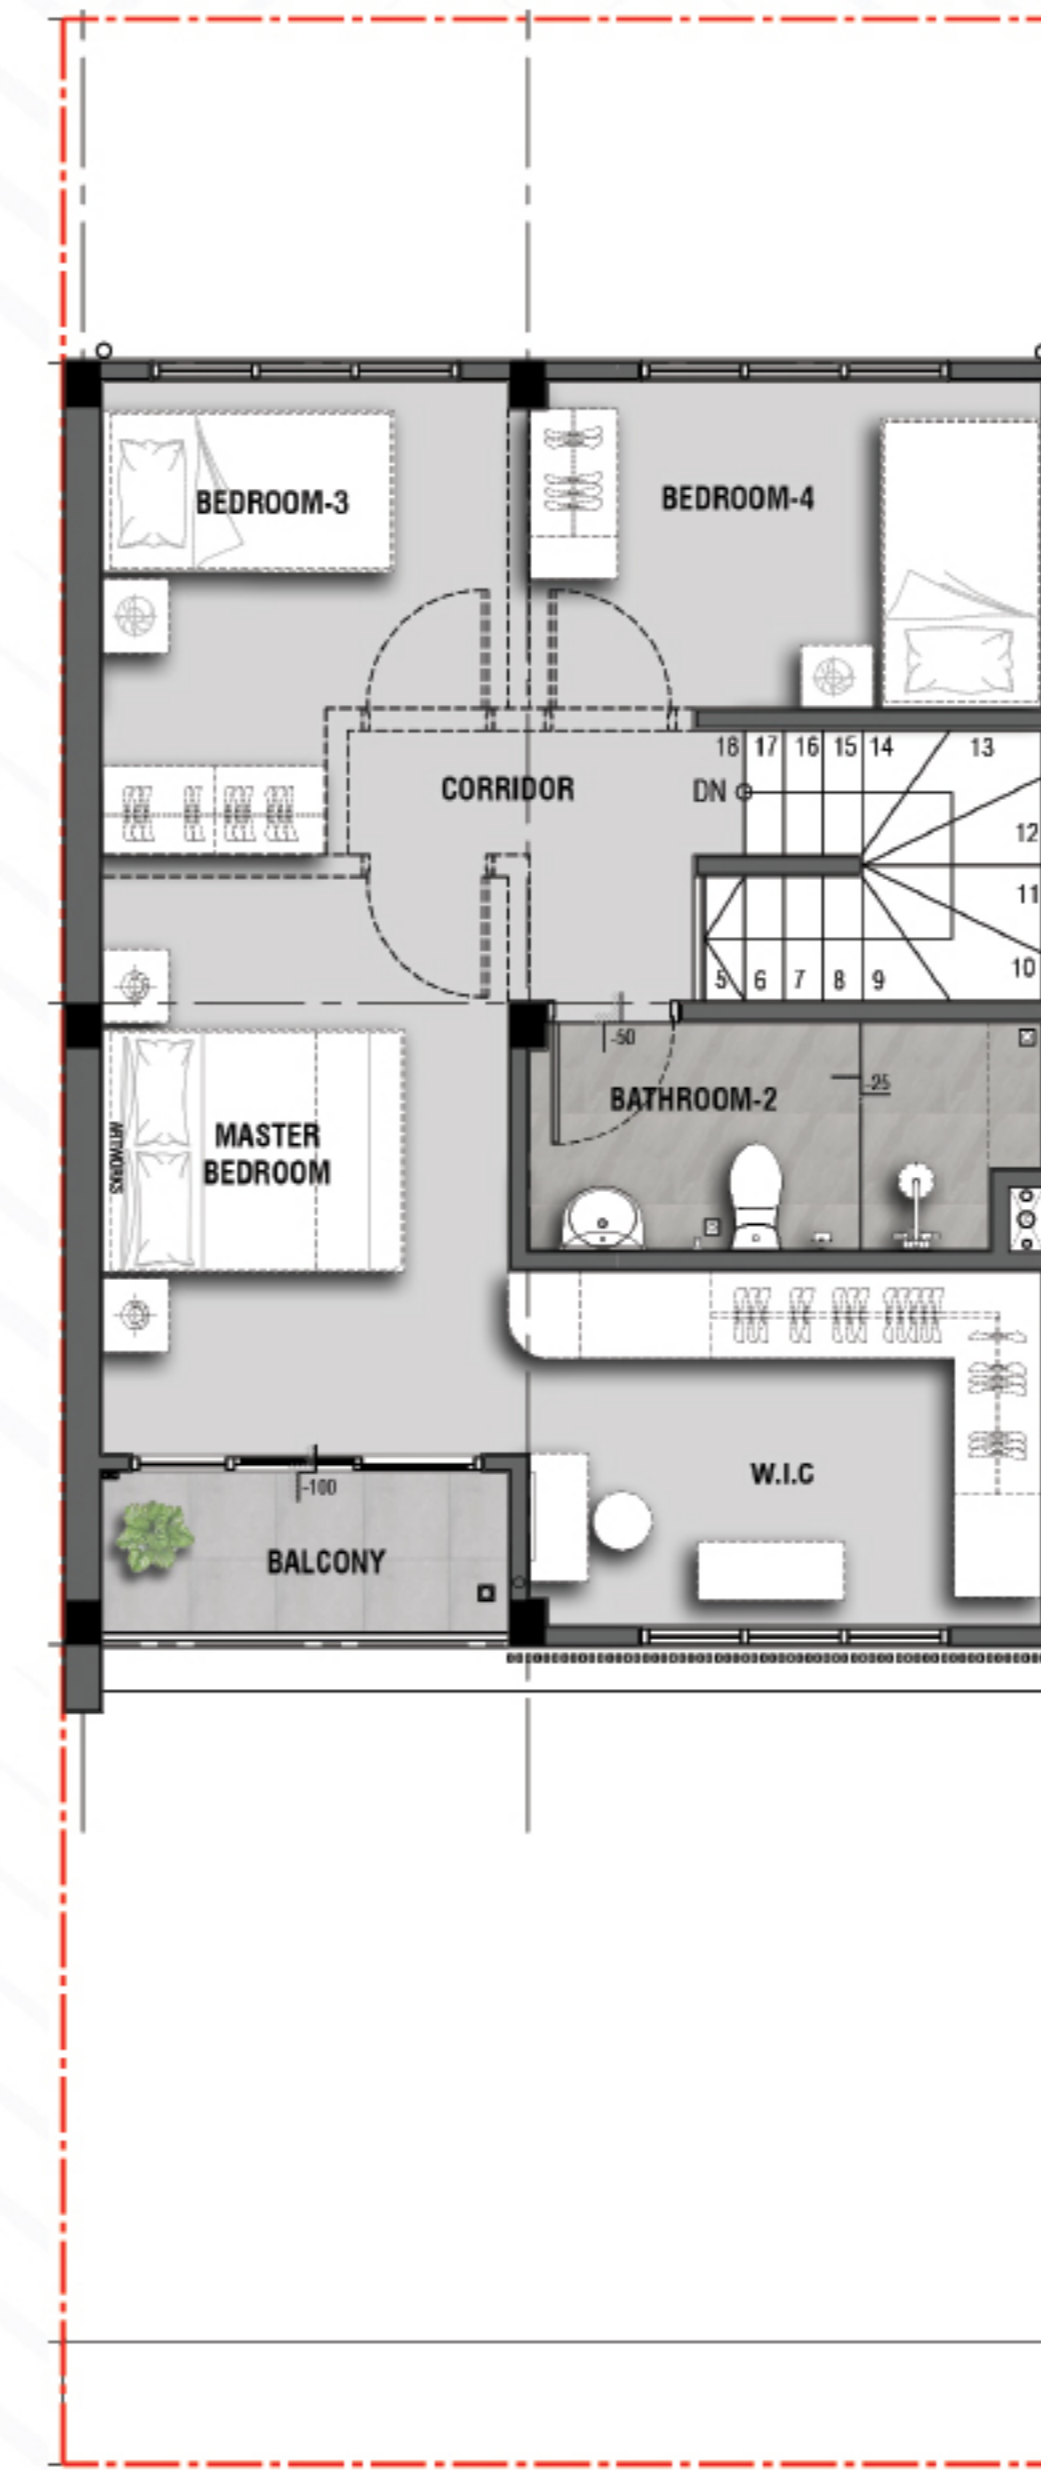 BEDROOM-3
BEDROOM-4
CORRIDOR
18 17 16 15 14 13
DN
12
11
10
5 6 7 8 9
-50
BATHROOM-2
-25
ARTWORKS
MASTER
BEDROOM
W.I.C
-100
BALCONY